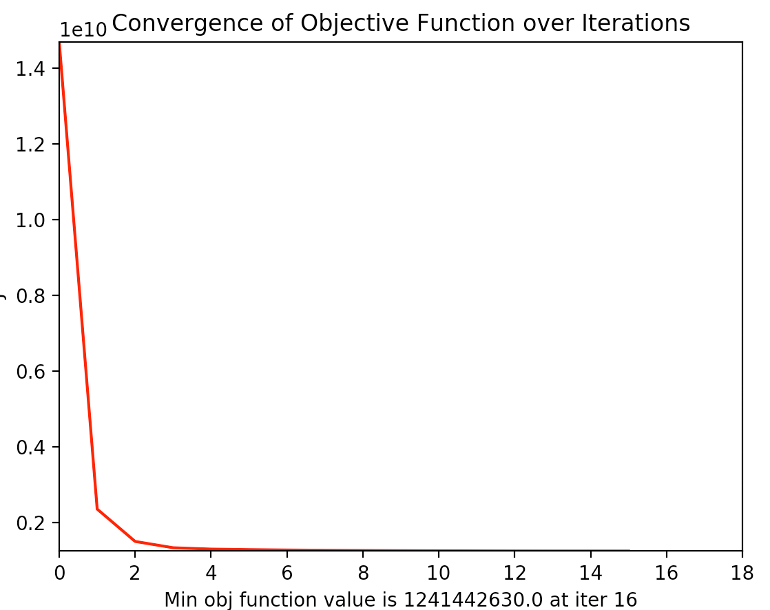 1e10
Convergence of Objective Function over Iterations
1.4
1.2
1.0
0.8
0.6
0.4
0.2
0 2 4 6 8 10 12 14 16 18
Min obj function value is 1241442630.0 at iter 16